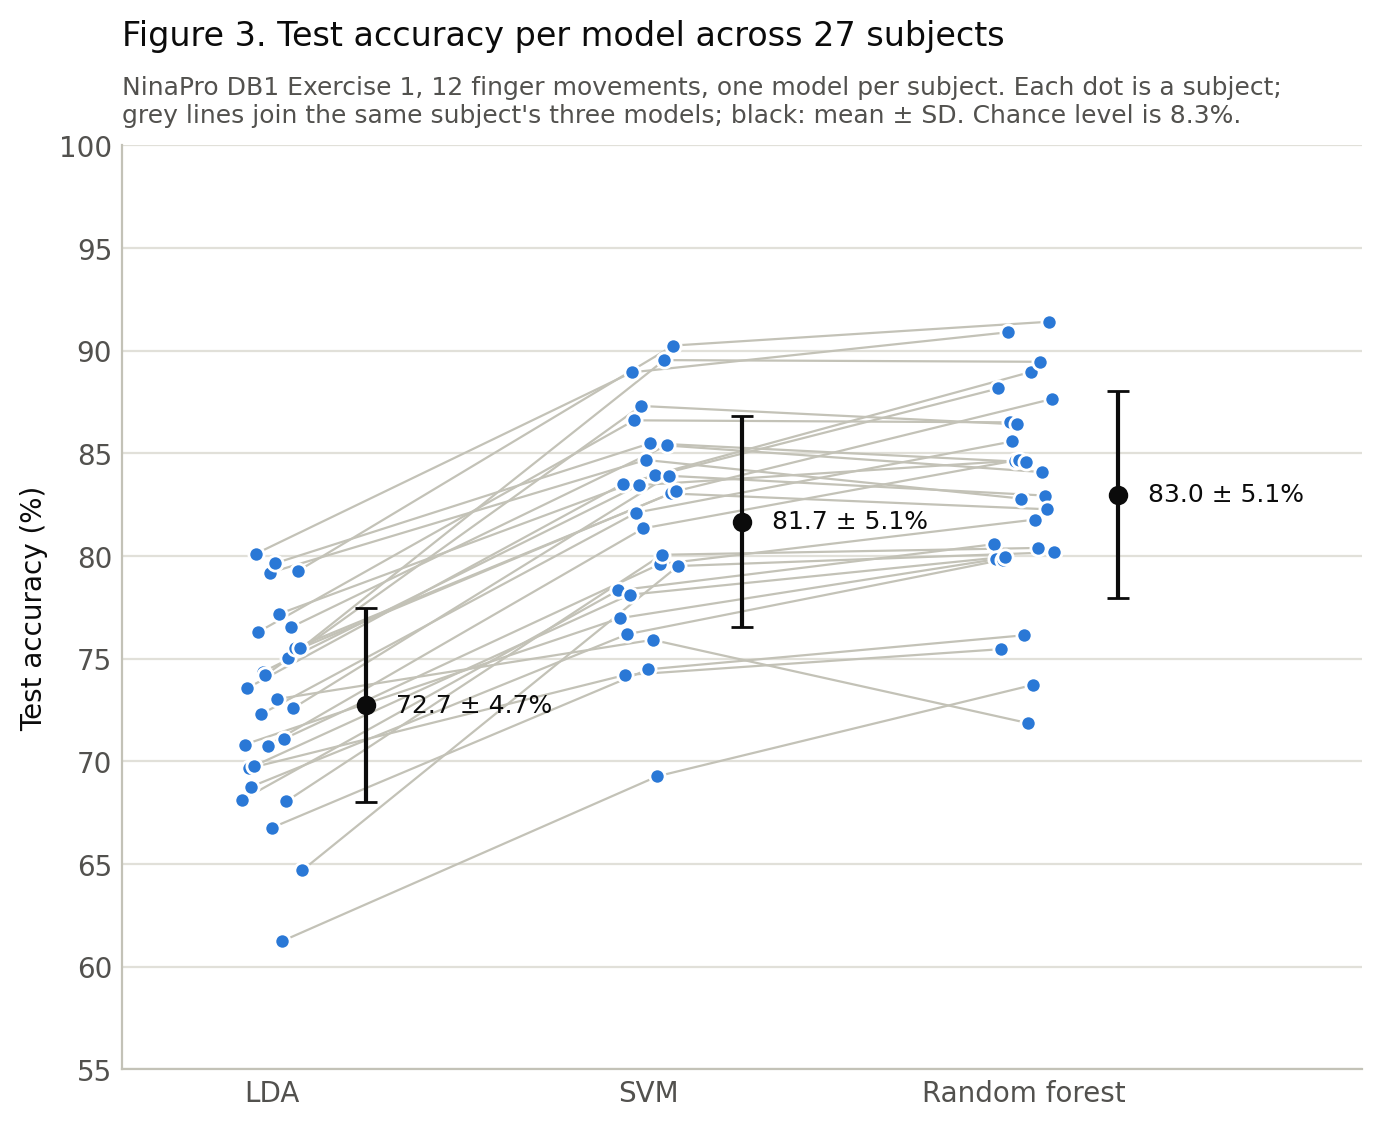 Figure 3. Test accuracy per model across 27 subjects
NinaPro DB1 Exercise 1, 12 finger movements, one model per subject. Each dot is a subject;
grey lines join the same subject's three models; black: mean ± SD. Chance level is 8.3%.
100
95
90
85
80
75
70
65
60
55
Test accuracy (%)
72.7 ± 4.7%
81.7 ± 5.1%
83.0 ± 5.1%
LDA
SVM
Random forest